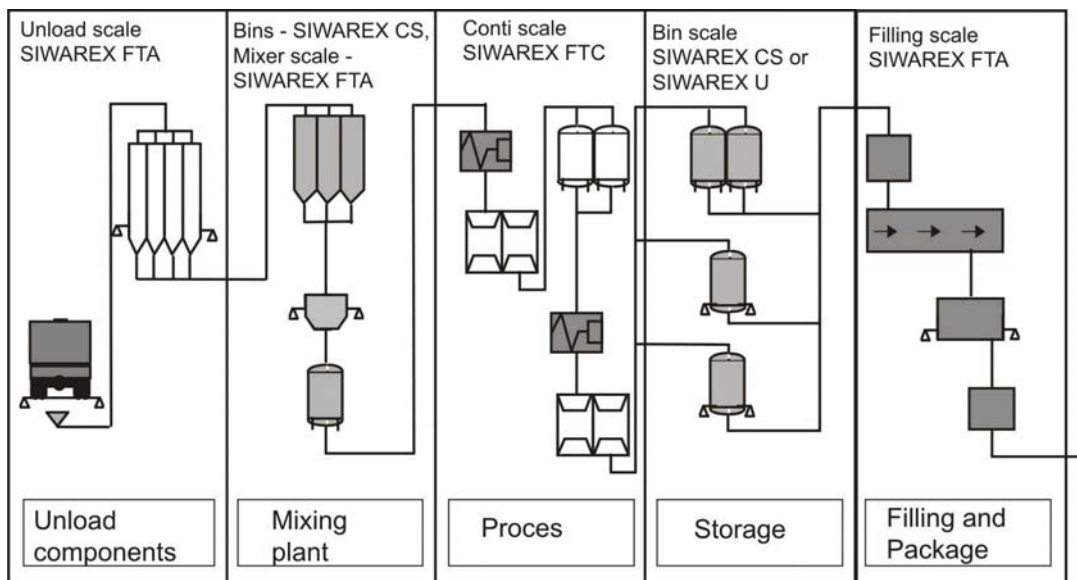 Unload scale
SIWAREX FTA
Bins - SIWAREX CS,
Mixer scale -
SIWAREX FTA
Conti scale
SIWAREX FTC
Bin scale
SIWAREX CS or
SIWAREX U
Filling scale
SIWAREX FTA
Unload
components
Mixing
plant
Proces
Storage
Filling and
Package